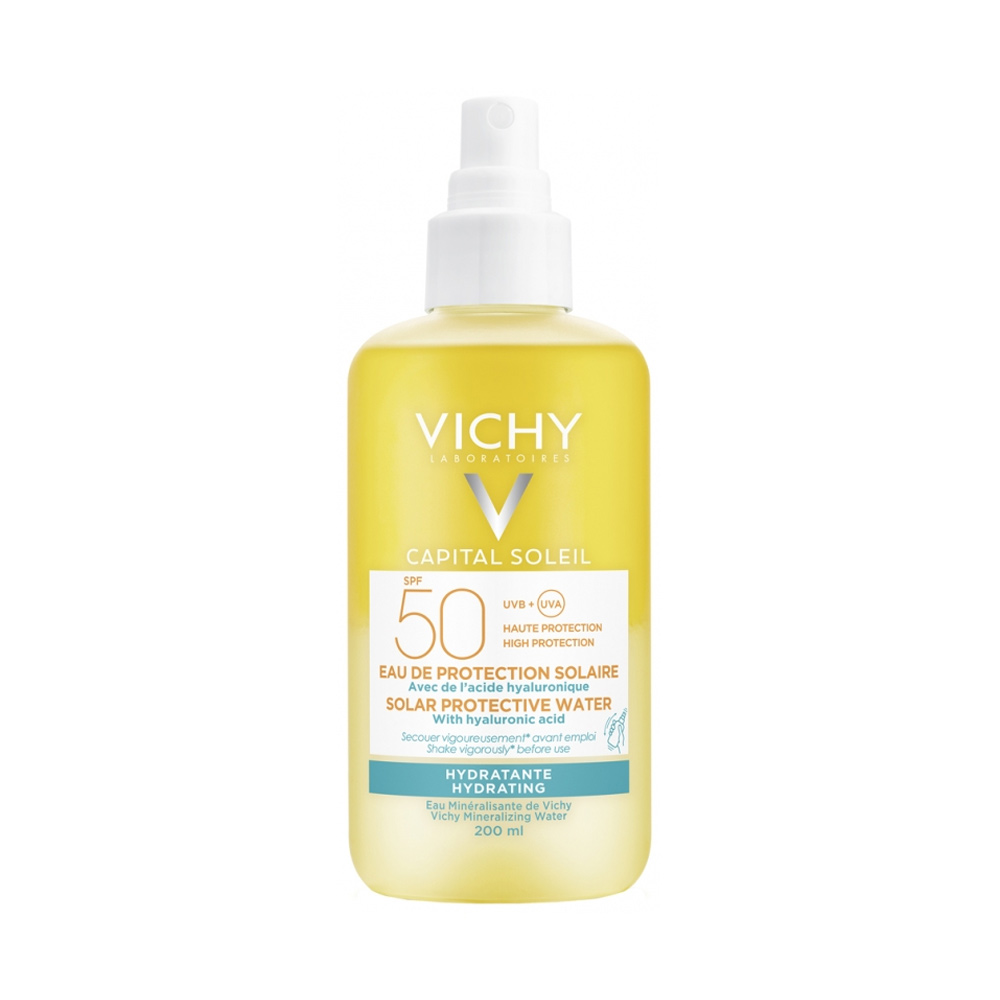 VICHY
LABORATOIRES
V
CAPITAL SOLEIL
SPF
50
UVB + UVA
HAUTE PROTECTION
HIGH PROTECTION
EAU DE PROTECTION SOLAIRE
Avec de l'acide hyaluronique
SOLAR PROTECTIVE WATER
With hyaluronic acid
Secouer vigoureusement* avant emploi
Shake vigorously* before use
HYDRATANTE
HYDRATING
Eau Minéralisante de Vichy
Vichy Mineralizing Water
200 ml